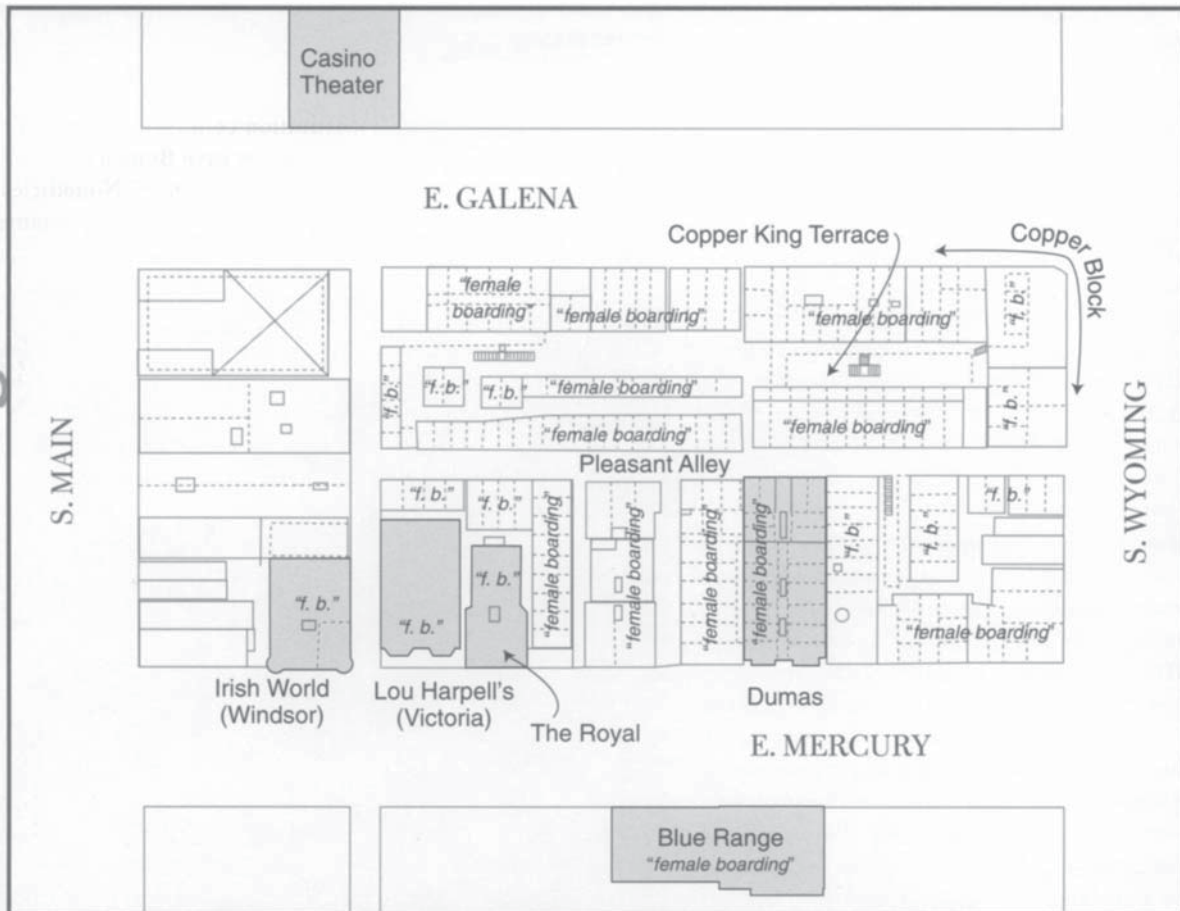 Casino
Theater
E. GALENA
Copper King Terrace
Copper Block
"female
boarding"
"female boarding"
"female boarding"
"f. b."
"f. b."
"f. b."
"f. b."
"female boarding"
"f. b."
"female boarding"
"female boarding"
S. MAIN
S. WYOMING
Pleasant Alley
"f. b."
"f. b."
"female boarding"
"female boarding"
"female boarding"
"female boarding"
"f. b."
"f. b."
"f. b."
"f. b."
"f. b."
"f. b."
"female boarding"
Irish World
(Windsor)
Lou Harpell's
(Victoria)
The Royal
Dumas
E. MERCURY
Blue Range
"female boarding"